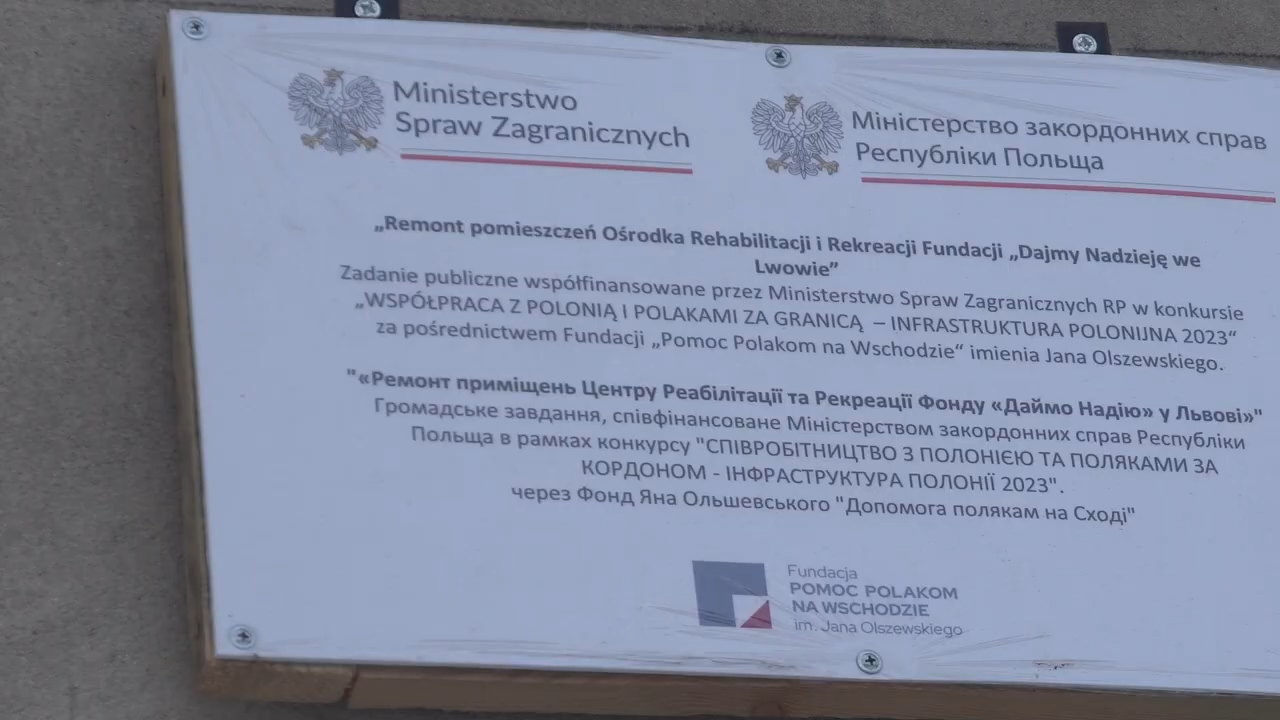 Ministerstwo
Spraw Zagranicznych
Міністерство закордонних справ
Республіки Польща
„Remont pomieszczeń Ośrodka Rehabilitacji i Rekreacji Fundacji „Dajmy Nadzieję we
Lwowie”
Zadanie publiczne współfinansowane przez Ministerstwo Spraw Zagranicznych RP w konkursie
„WSPÓŁPRACA Z POLONIĄ I POLAKAMI ZA GRANICĄ – INFRASTRUKTURA POLONIJNA 2023“
za pośrednictwem Fundacji „Pomoc Polakom na Wschodzie“ imienia Jana Olszewskiego.
"«Ремонт приміщень Центру Реабілітації та Рекреації Фонду «Даймо Надію» у Львові»"
Громадське завдання, співфінансоване Міністерством закордонних справ Республіки
Польща в рамках конкурсу "СПІВРОБІТНИЦТВО З ПОЛОНІЄЮ ТА ПОЛЯКАМИ ЗА
КОРДОНОМ - ІНФРАСТРУКТУРА ПОЛОНІЇ 2023".
через Фонд Яна Ольшевського "Допомога полякам на Сході"
Fundacja
POMOC POLAKOM
NA WSCHODZIE
im. Jana Olszewskiego